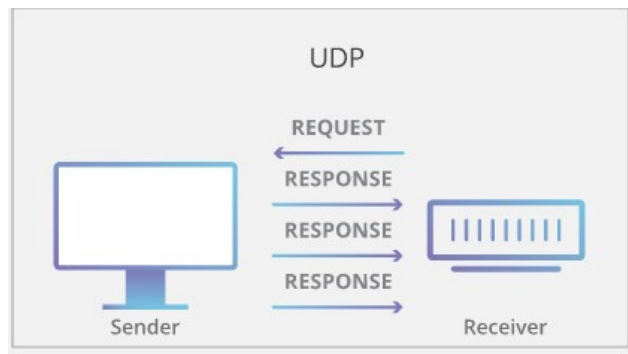 UDP
REQUEST
RESPONSE
RESPONSE
RESPONSE
Sender
Receiver